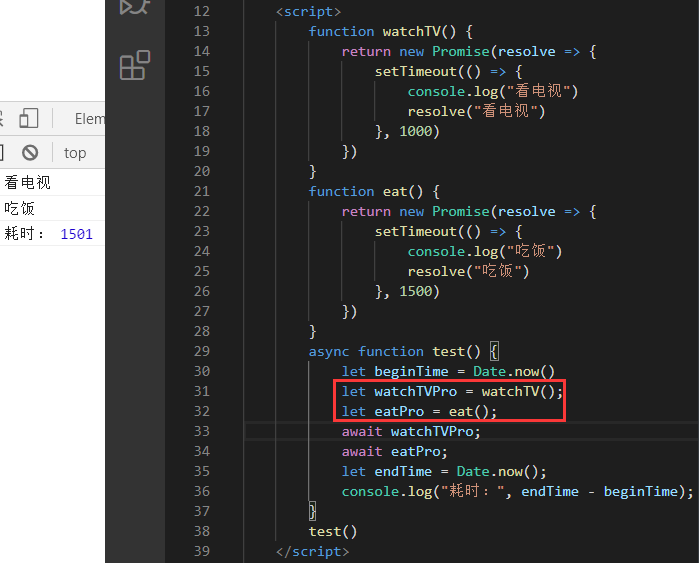 Elem
top
看电视
吃饭
耗时： 1501
12 <script>
13 function watchTV() {
14 return new Promise(resolve => {
15 setTimeout(() => {
16 console.log("看电视")
17 resolve("看电视")
18 }, 1000)
19 })
20 }
21 function eat() {
22 return new Promise(resolve => {
23 setTimeout(() => {
24 console.log("吃饭")
25 resolve("吃饭")
26 }, 1500)
27 })
28 }
29 async function test() {
30 let beginTime = Date.now()
31 let watchTVPro = watchTV();
32 let eatPro = eat();
33 await watchTVPro;
34 await eatPro;
35 let endTime = Date.now();
36 console.log("耗时：", endTime - beginTime);
37 }
38 test()
39 </script>